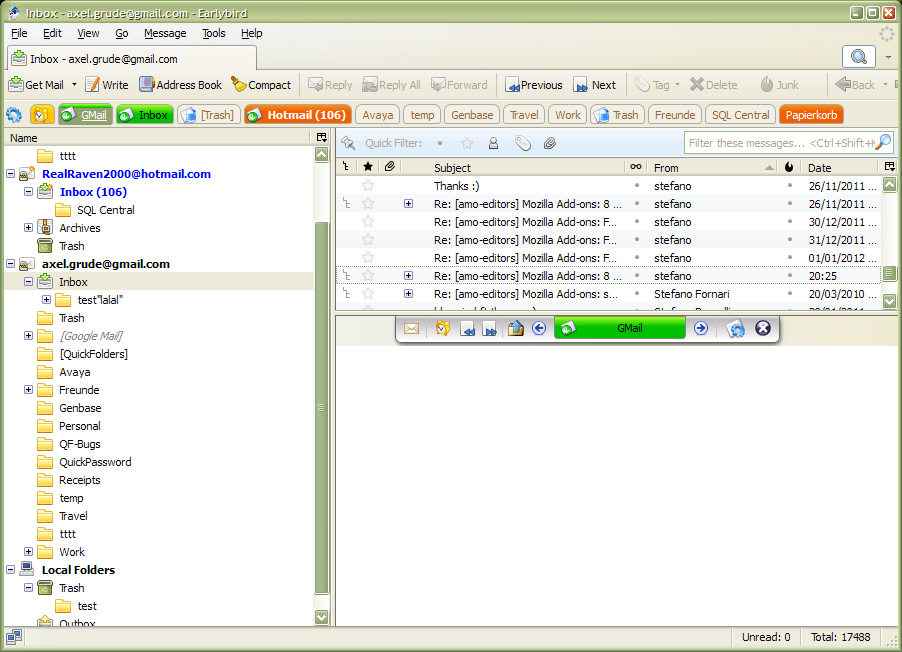 Inbox - axel.grude@gmail.com - Earlybird
File Edit View Go Message Tools Help
Inbox - axel.grude@gmail.com
Get Mail Write Address Book Compact Reply Reply All Forward Previous Next Tag Delete Junk Back
GMail Inbox [Trash] Hotmail (106) Avaya temp Genbase Travel Work Trash Freunde SQL Central Papierkorb
Name
tttt
RealRaven2000@hotmail.com
Inbox (106)
SQL Central
Archives
Trash
axel.grude@gmail.com
Inbox
test"lalal"
Trash
[Google Mail]
[QuickFolders]
Avaya
Freunde
Genbase
Personal
QF-Bugs
QuickPassword
Receipts
temp
Travel
tttt
Work
Local Folders
Trash
test
Outbox
Quick Filter: Filter these messages... <Ctrl+Shift+K
Subject From Date
Thanks :) stefano 26/11/2011 ...
Re: [amo-editors] Mozilla Add-ons: 8 ... stefano 26/11/2011 ...
Re: [amo-editors] Mozilla Add-ons: F... stefano 30/12/2011 ...
Re: [amo-editors] Mozilla Add-ons: F... stefano 31/12/2011 ...
Re: [amo-editors] Mozilla Add-ons: F... stefano 01/01/2012 ...
Re: [amo-editors] Mozilla Add-ons: 8 ... stefano 20:25
Re: [amo-editors] Mozilla Add-ons: s... Stefano Fornari 20/03/2010 ...
GMail
Unread: 0 Total: 17488